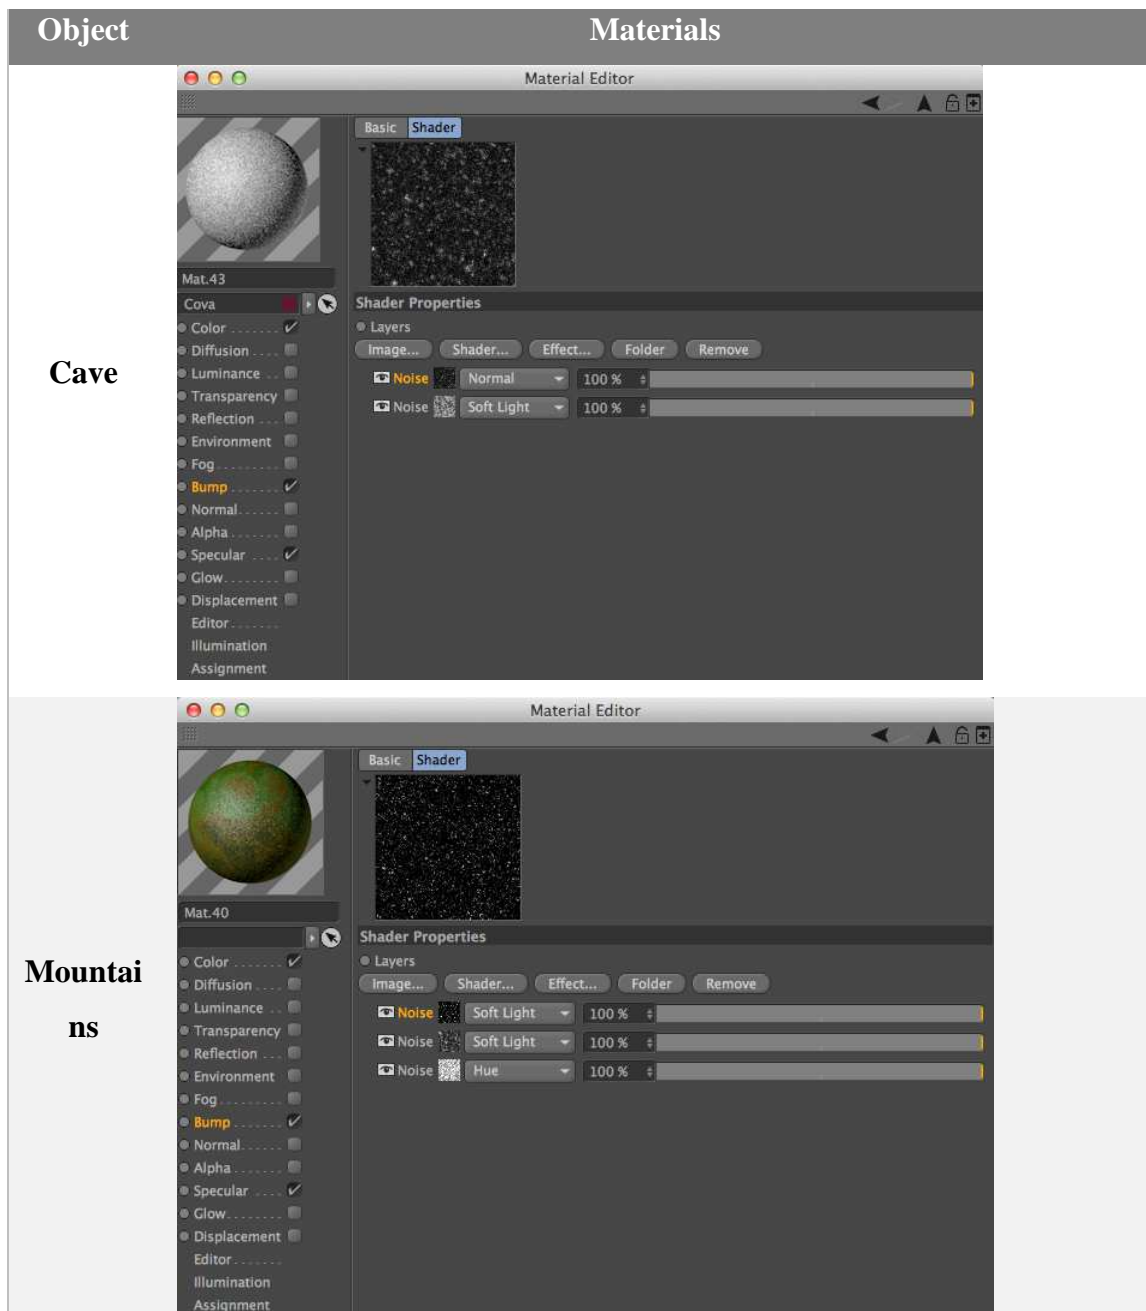 Object Materials
Cave
Material Editor
Basic Shader
Mat.43
Cova
Color
Diffusion
Luminance
Transparency
Reflection
Environment
Fog
Bump
Normal
Alpha
Specular
Glow
Displacement
Editor
Illumination
Assignment
Shader Properties
Layers
Image... Shader... Effect... Folder Remove
Noise Normal 100 %
Noise Soft Light 100 %
Mountai
ns
Material Editor
Basic Shader
Mat.40
Color
Diffusion
Luminance
Transparency
Reflection
Environment
Fog
Bump
Normal
Alpha
Specular
Glow
Displacement
Editor
Illumination
Assignment
Shader Properties
Layers
Image... Shader... Effect... Folder Remove
Noise Soft Light 100 %
Noise Soft Light 100 %
Noise Hue 100 %